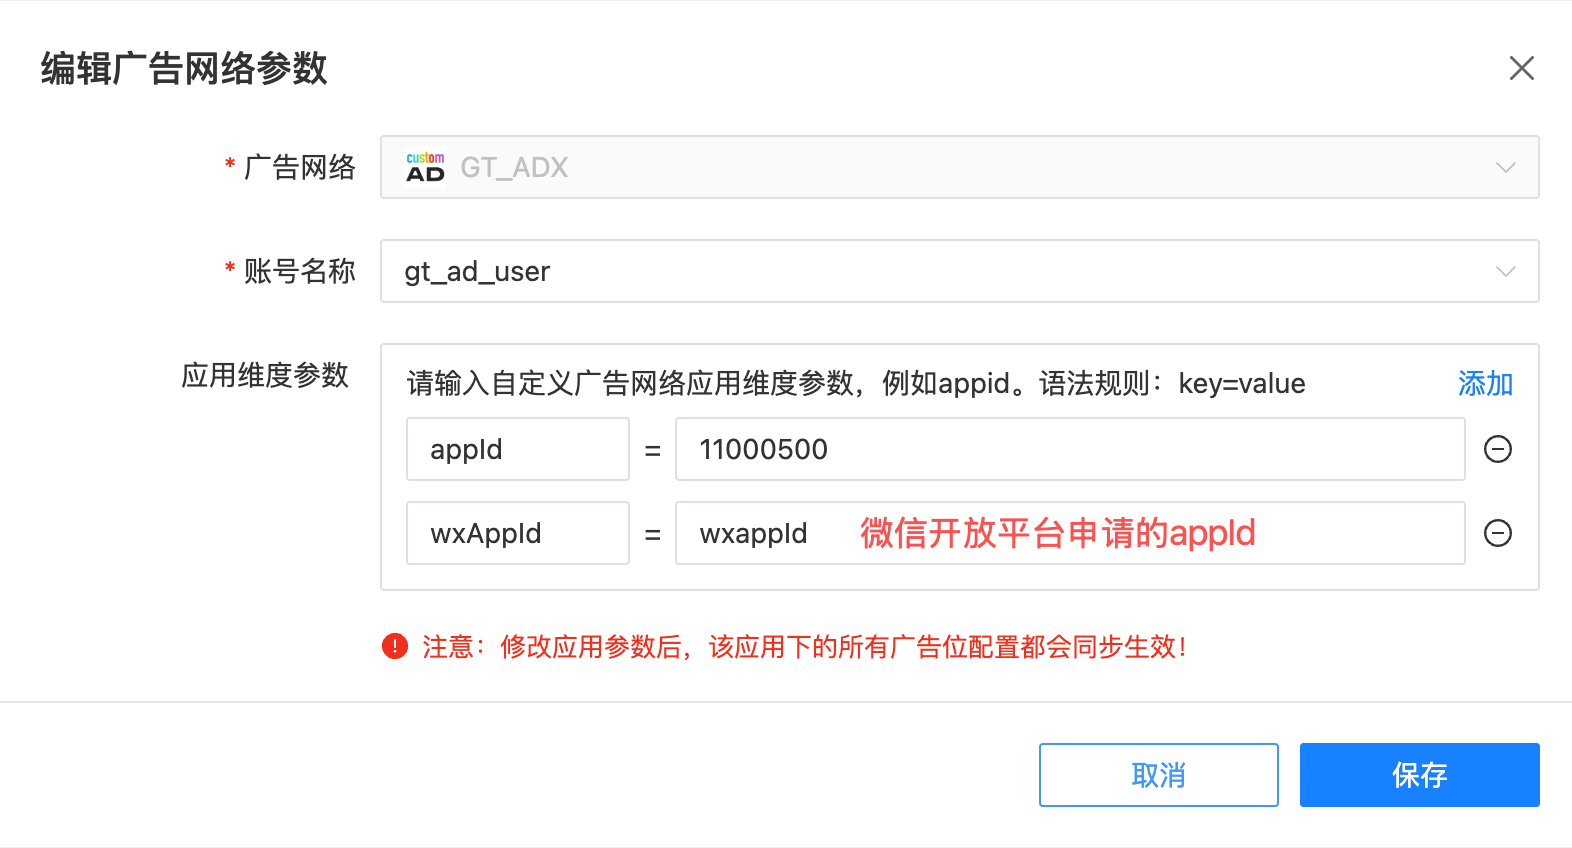 编辑广告网络参数
* 广告网络 custom AD GT_ADX
* 账号名称 gt_ad_user
应用维度参数
请输入自定义广告网络应用维度参数，例如appid。语法规则：key=value 添加
appId = 11000500
wxAppId = wxappId 微信开放平台申请的appId
! 注意：修改应用参数后，该应用下的所有广告位配置都会同步生效！
取消 保存